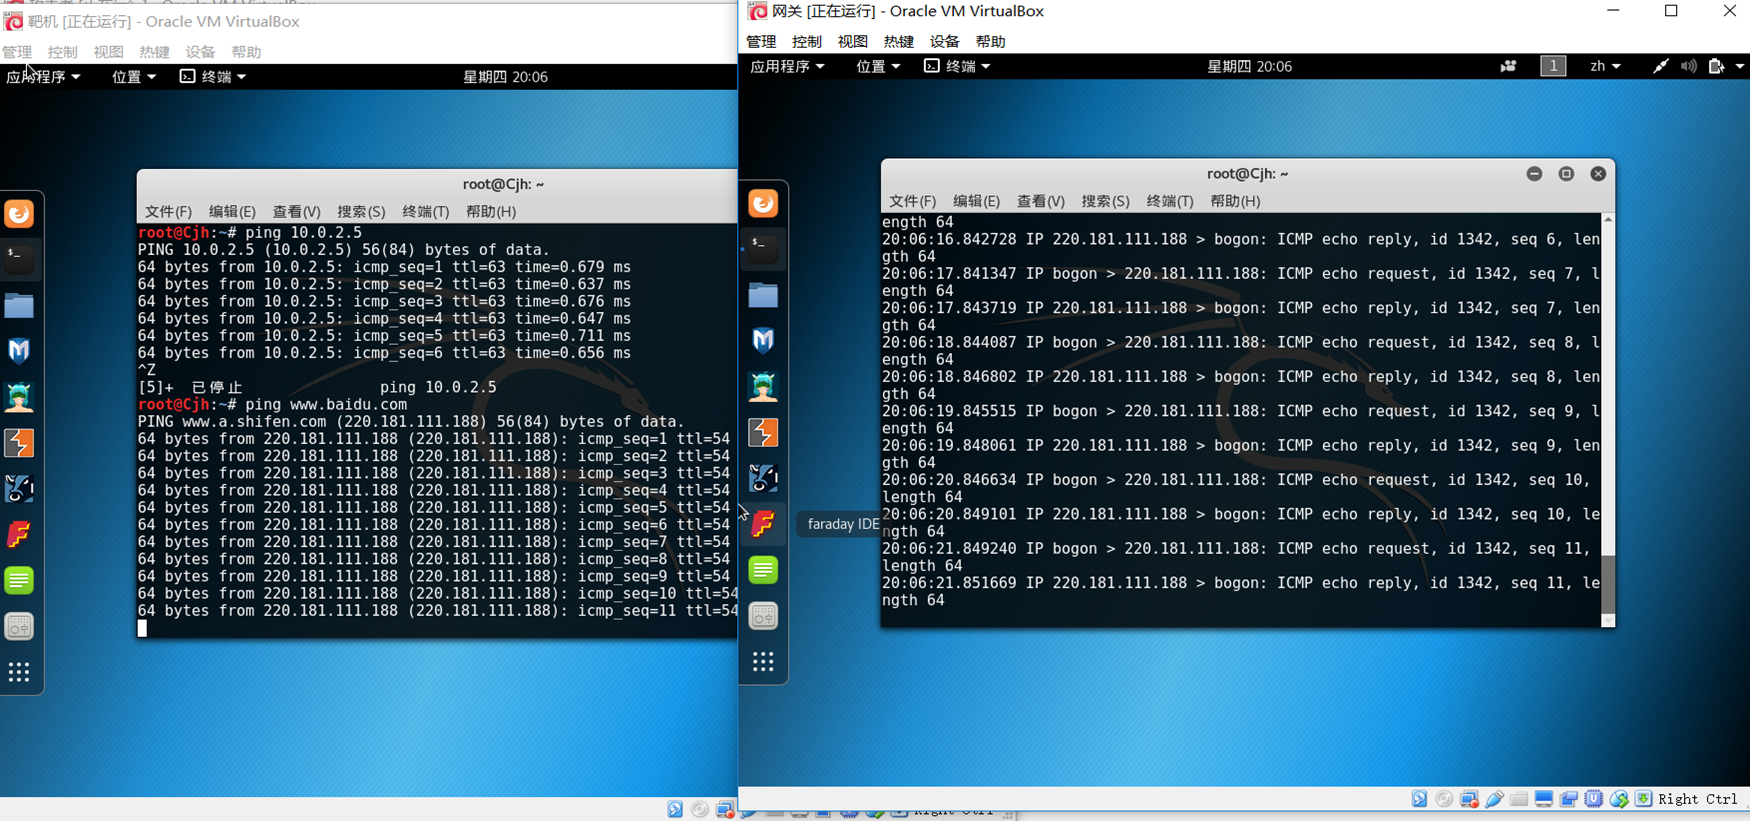 靶机 [正在运行] - Oracle VM VirtualBox
管理 控制 视图 热键 设备 帮助
应用程序 位置 终端 星期四 20:06
root@Cjh: ~
文件(F) 编辑(E) 查看(V) 搜索(S) 终端(T) 帮助(H)
root@Cjh:~# ping 10.0.2.5
PING 10.0.2.5 (10.0.2.5) 56(84) bytes of data.
64 bytes from 10.0.2.5: icmp_seq=1 ttl=63 time=0.679 ms
64 bytes from 10.0.2.5: icmp_seq=2 ttl=63 time=0.637 ms
64 bytes from 10.0.2.5: icmp_seq=3 ttl=63 time=0.676 ms
64 bytes from 10.0.2.5: icmp_seq=4 ttl=63 time=0.647 ms
64 bytes from 10.0.2.5: icmp_seq=5 ttl=63 time=0.711 ms
64 bytes from 10.0.2.5: icmp_seq=6 ttl=63 time=0.656 ms
^Z
[5]+ 已停止 ping 10.0.2.5
root@Cjh:~# ping www.baidu.com
PING www.a.shifen.com (220.181.111.188) 56(84) bytes of data.
64 bytes from 220.181.111.188 (220.181.111.188): icmp_seq=1 ttl=54
64 bytes from 220.181.111.188 (220.181.111.188): icmp_seq=2 ttl=54
64 bytes from 220.181.111.188 (220.181.111.188): icmp_seq=3 ttl=54
64 bytes from 220.181.111.188 (220.181.111.188): icmp_seq=4 ttl=54
64 bytes from 220.181.111.188 (220.181.111.188): icmp_seq=5 ttl=54
64 bytes from 220.181.111.188 (220.181.111.188): icmp_seq=6 ttl=54
64 bytes from 220.181.111.188 (220.181.111.188): icmp_seq=7 ttl=54
64 bytes from 220.181.111.188 (220.181.111.188): icmp_seq=8 ttl=54
64 bytes from 220.181.111.188 (220.181.111.188): icmp_seq=9 ttl=54
64 bytes from 220.181.111.188 (220.181.111.188): icmp_seq=10 ttl=54
64 bytes from 220.181.111.188 (220.181.111.188): icmp_seq=11 ttl=54
网关 [正在运行] - Oracle VM VirtualBox
管理 控制 视图 热键 设备 帮助
应用程序 位置 终端 星期四 20:06 1 zh
root@Cjh: ~
文件(F) 编辑(E) 查看(V) 搜索(S) 终端(T) 帮助(H)
ength 64
20:06:16.842728 IP 220.181.111.188 > bogon: ICMP echo reply, id 1342, seq 6, len
gth 64
20:06:17.841347 IP bogon > 220.181.111.188: ICMP echo request, id 1342, seq 7, l
ength 64
20:06:17.843719 IP 220.181.111.188 > bogon: ICMP echo reply, id 1342, seq 7, len
gth 64
20:06:18.844087 IP bogon > 220.181.111.188: ICMP echo request, id 1342, seq 8, l
ength 64
20:06:18.846802 IP 220.181.111.188 > bogon: ICMP echo reply, id 1342, seq 8, len
gth 64
20:06:19.845515 IP bogon > 220.181.111.188: ICMP echo request, id 1342, seq 9, l
ength 64
20:06:19.848061 IP 220.181.111.188 > bogon: ICMP echo reply, id 1342, seq 9, len
gth 64
20:06:20.846634 IP bogon > 220.181.111.188: ICMP echo request, id 1342, seq 10,
length 64
20:06:20.849101 IP 220.181.111.188 > bogon: ICMP echo reply, id 1342, seq 10, le
ngth 64
20:06:21.849240 IP bogon > 220.181.111.188: ICMP echo request, id 1342, seq 11,
length 64
20:06:21.851669 IP 220.181.111.188 > bogon: ICMP echo reply, id 1342, seq 11, le
ngth 64
faraday IDE
Right Ctrl